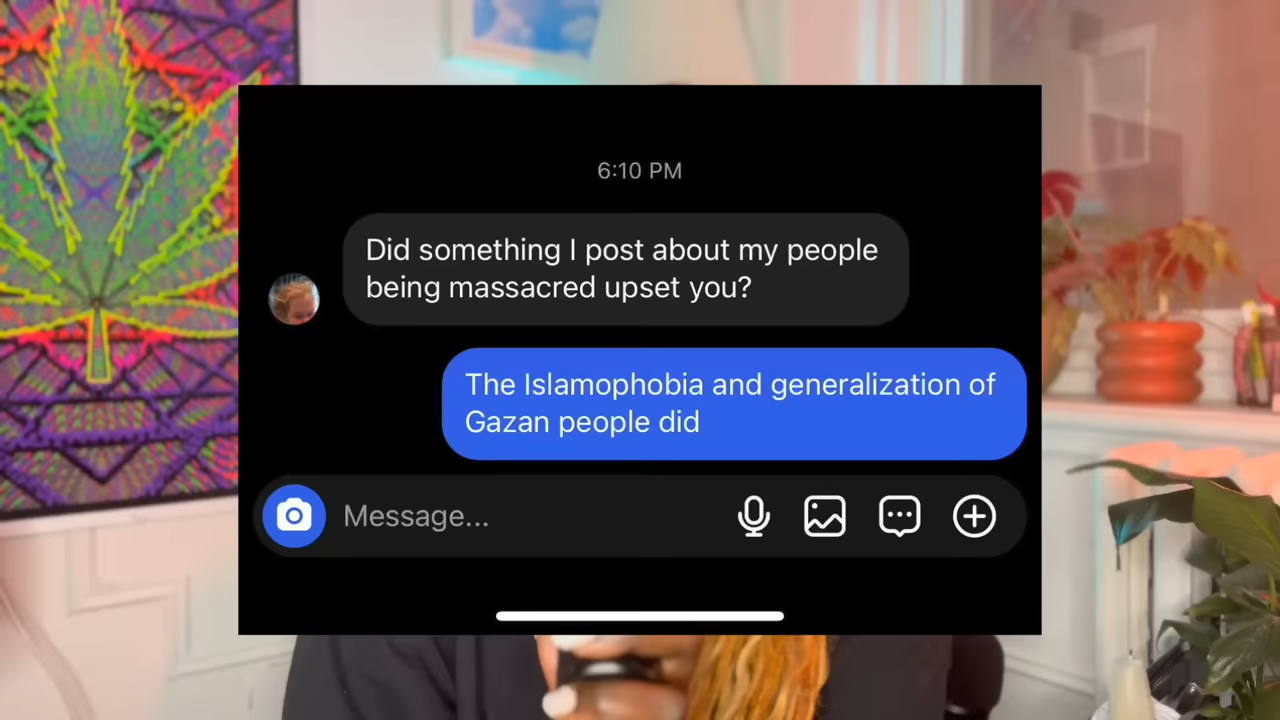 6:10 PM
Did something I post about my people
being massacred upset you?
The Islamophobia and generalization of
Gazan people did
Message...